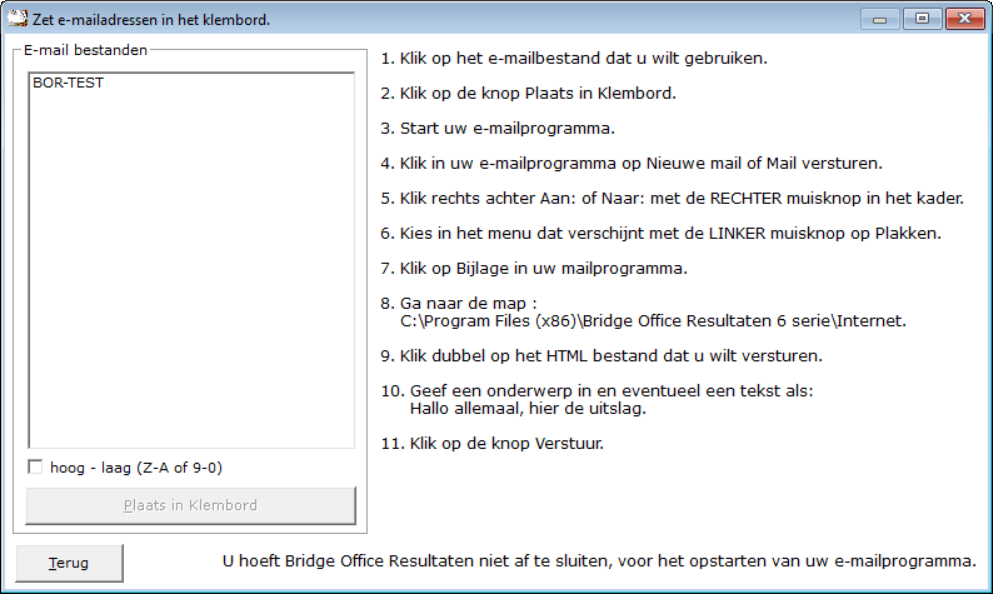 Zet e-mailadressen in het klembord.
E-mail bestanden
BOR-TEST
hoog - laag (Z-A of 9-0)
Plaats in Klembord
Terug
1. Klik op het e-mailbestand dat u wilt gebruiken.
2. Klik op de knop Plaats in Klembord.
3. Start uw e-mailprogramma.
4. Klik in uw e-mailprogramma op Nieuwe mail of Mail versturen.
5. Klik rechts achter Aan: of Naar: met de RECHTER muisknop in het kader.
6. Kies in het menu dat verschijnt met de LINKER muisknop op Plakken.
7. Klik op Bijlage in uw mailprogramma.
8. Ga naar de map :
C:\Program Files (x86)\Bridge Office Resultaten 6 serie\Internet.
9. Klik dubbel op het HTML bestand dat u wilt versturen.
10. Geef een onderwerp in en eventueel een tekst als:
Hallo allemaal, hier de uitslag.
11. Klik op de knop Verstuur.
U hoeft Bridge Office Resultaten niet af te sluiten, voor het opstarten van uw e-mailprogramma.